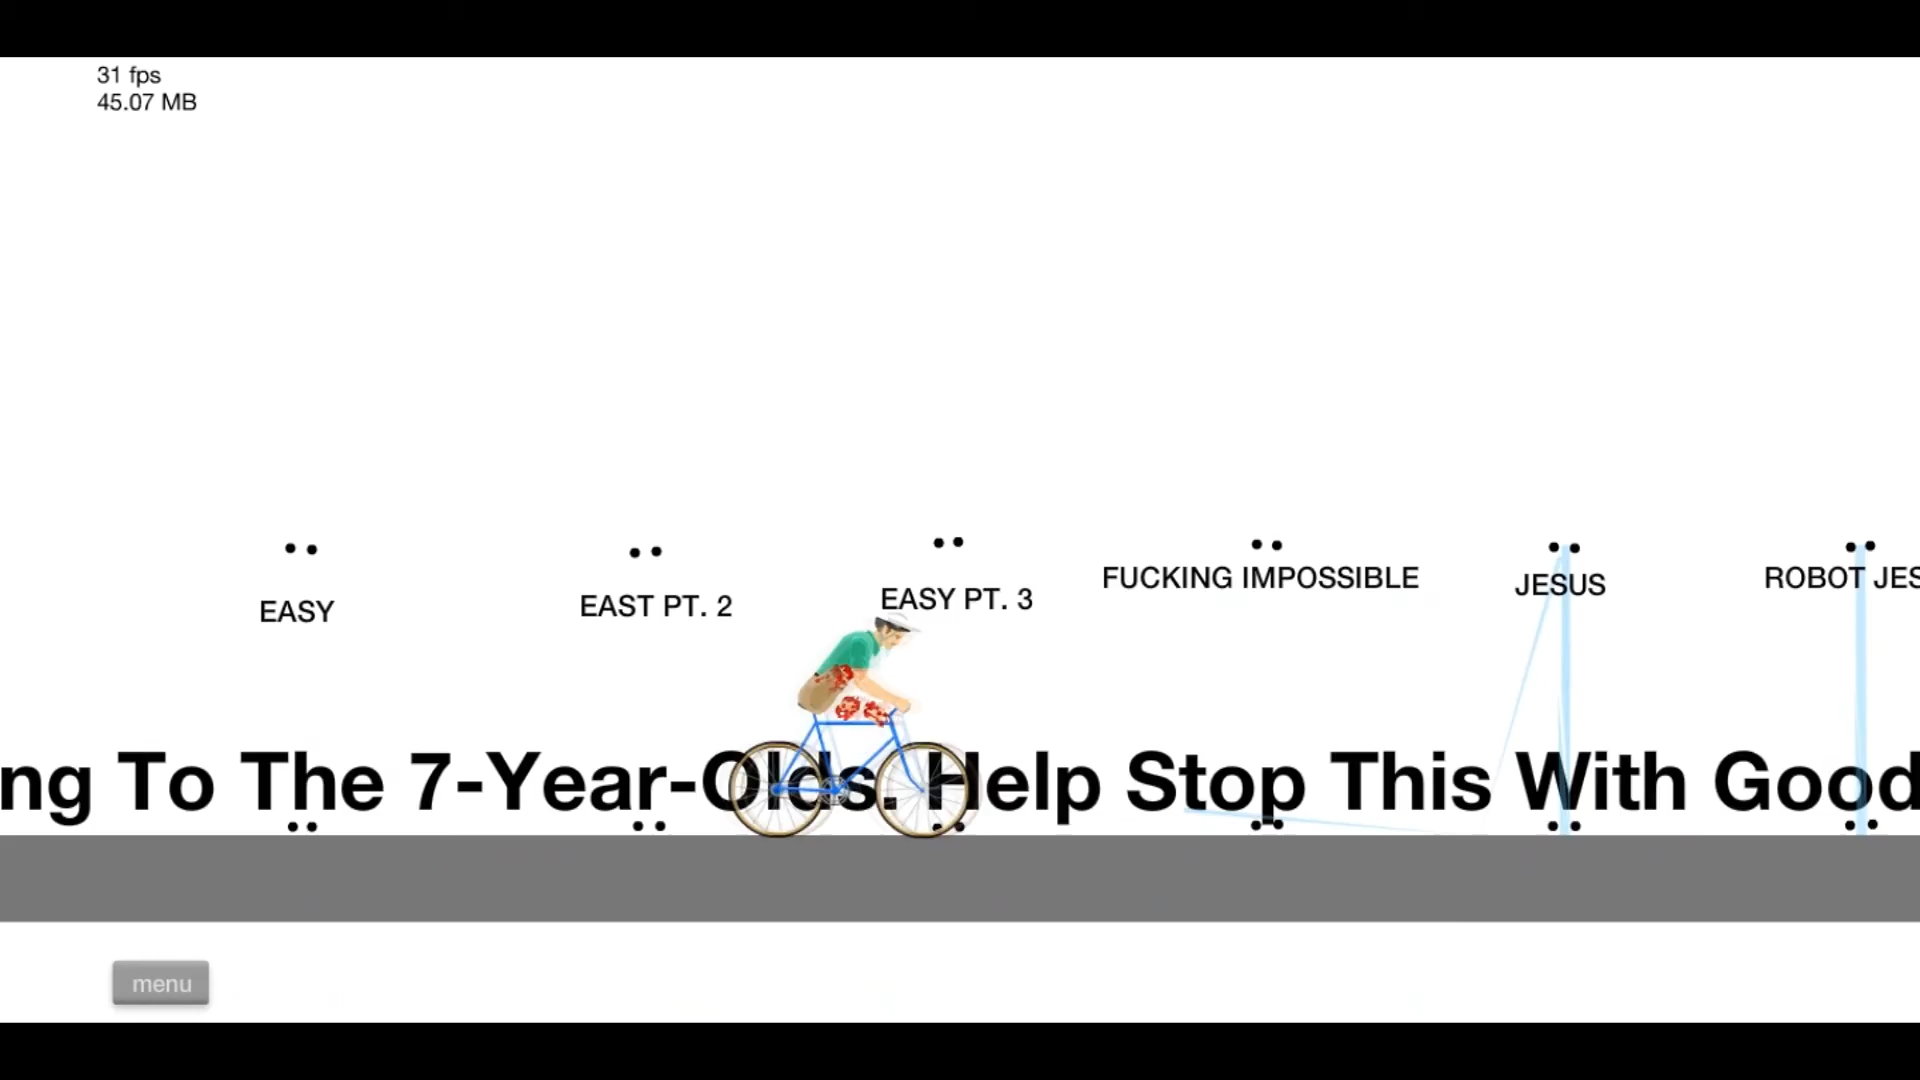 31 fps
45.07 MB
EASY
EAST PT. 2
EASY PT. 3
FUCKING IMPOSSIBLE
JESUS
ROBOT JES
ng To The 7-Year-Olds. Help Stop This With Good
menu